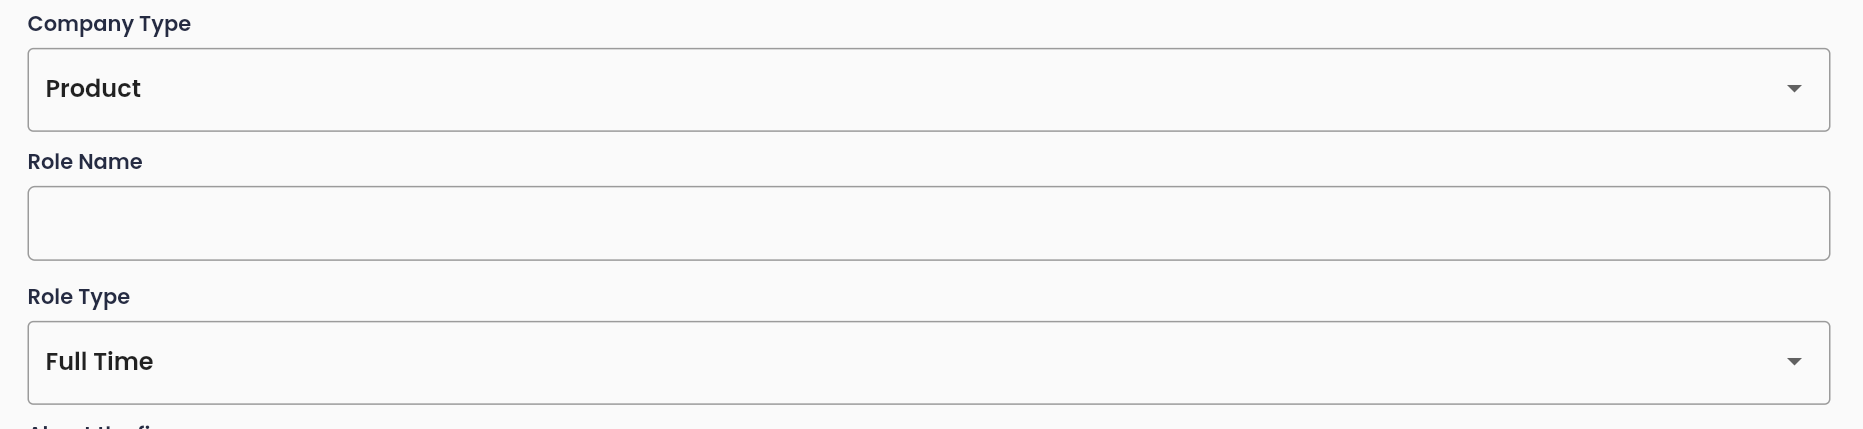 Company Type
Product
Role Name
Role Type
Full Time